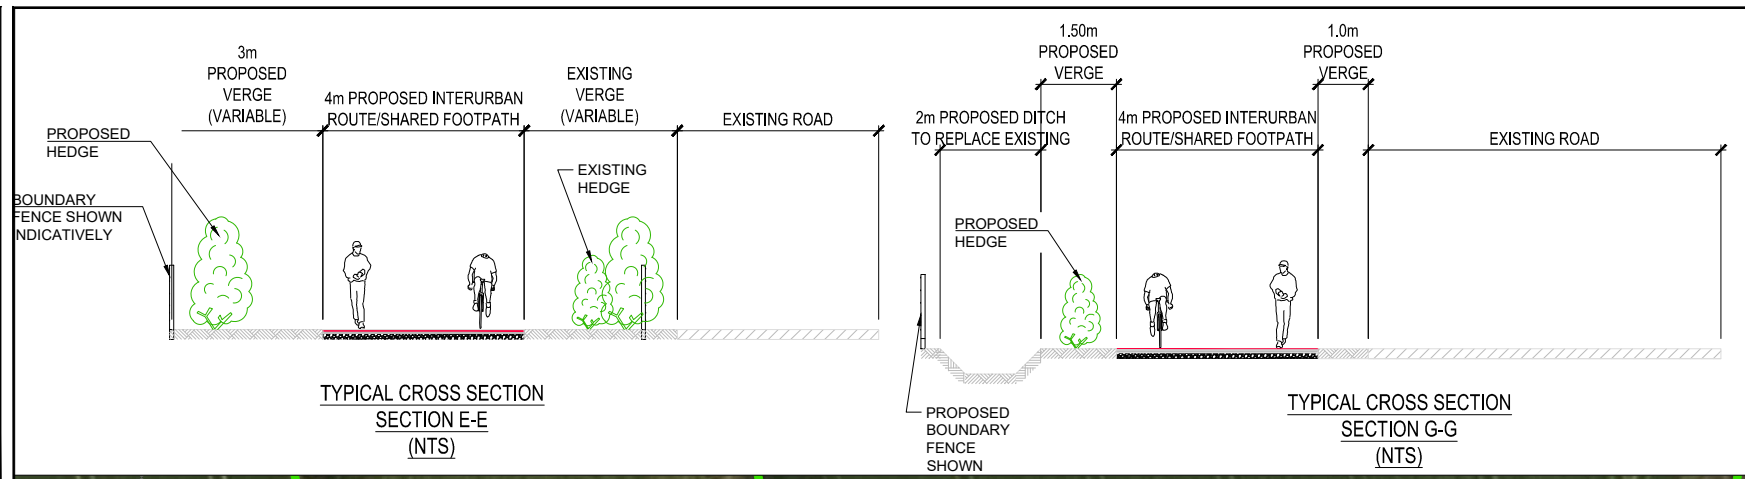 3m
PROPOSED
VERGE
(VARIABLE)
4m PROPOSED INTERURBAN
ROUTE/SHARED FOOTPATH
EXISTING
VERGE
(VARIABLE)
EXISTING ROAD
PROPOSED
HEDGE
BOUNDARY
FENCE SHOWN
INDICATIVELY
EXISTING
HEDGE
TYPICAL CROSS SECTION
SECTION E-E
(NTS)
1.50m
PROPOSED
VERGE
1.0m
PROPOSED
VERGE
2m PROPOSED DITCH
TO REPLACE EXISTING
4m PROPOSED INTERURBAN
ROUTE/SHARED FOOTPATH
EXISTING ROAD
PROPOSED
HEDGE
PROPOSED
BOUNDARY
FENCE
SHOWN
TYPICAL CROSS SECTION
SECTION G-G
(NTS)